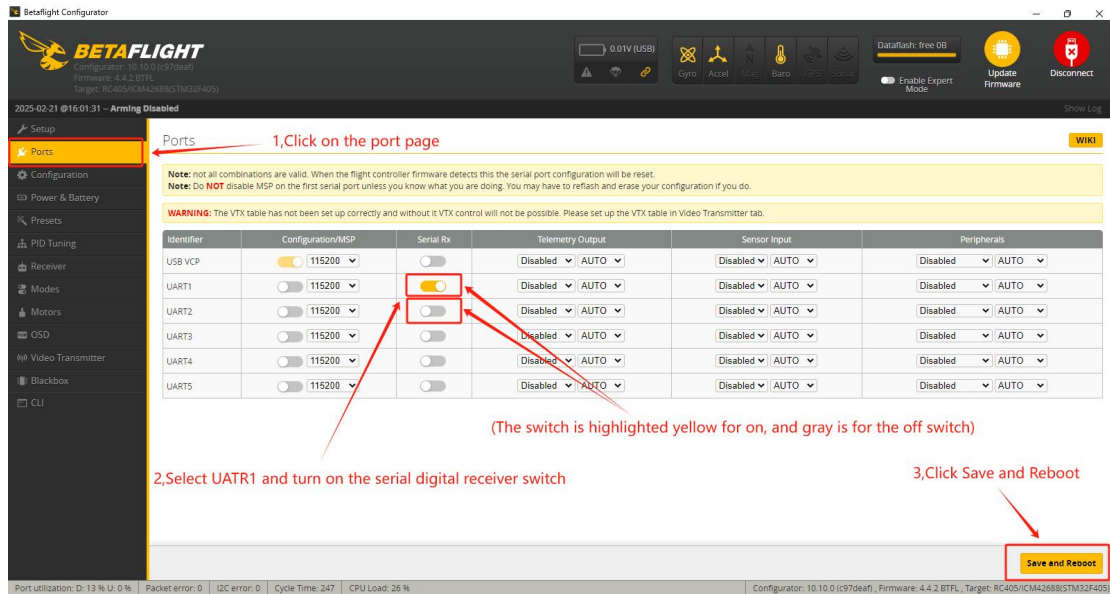 Betaflight Configurator
BETAFLIGHT
Configurator: 10.10.0 (c97deaf)
Firmware: 4.4.2 BTFL
Target: RC405/ICM42688(STM32F405)
0.01V (USB)
Gyro Accel Mag Baro GPS Sonar
Dataflash: free 0B
Enable Expert Mode
Update Firmware
Disconnect
2025-02-21 @16:01:31 -- Arming Disabled
Show Log
Setup
Ports
Configuration
Power & Battery
Presets
PID Tuning
Receiver
Modes
Motors
OSD
Video Transmitter
Blackbox
CLI
Ports
1,Click on the port page
WIKI
Note: not all combinations are valid. When the flight controller firmware detects this the serial port configuration will be reset.
Note: Do NOT disable MSP on the first serial port unless you know what you are doing. You may have to reflash and erase your configuration if you do.
WARNING: The VTX table has not been set up correctly and without it VTX control will not be possible. Please set up the VTX table in Video Transmitter tab.
Identifier Configuration/MSP Serial Rx Telemetry Output Sensor Input Peripherals
USB VCP 115200 Disabled AUTO Disabled AUTO Disabled AUTO
UART1 115200 Disabled AUTO Disabled AUTO Disabled AUTO
UART2 115200 Disabled AUTO Disabled AUTO Disabled AUTO
UART3 115200 Disabled AUTO Disabled AUTO Disabled AUTO
UART4 115200 Disabled AUTO Disabled AUTO Disabled AUTO
UART5 115200 Disabled AUTO Disabled AUTO Disabled AUTO
(The switch is highlighted yellow for on, and gray is for the off switch)
2,Select UATR1 and turn on the serial digital receiver switch
3,Click Save and Reboot
Save and Reboot
Port utilization: D: 13 % U: 0 % Packet error: 0 I2C error: 0 Cycle Time: 247 CPU Load: 26 %
Configurator: 10.10.0 (c97deaf) , Firmware: 4.4.2 BTFL , Target: RC405/ICM42688(STM32F405)